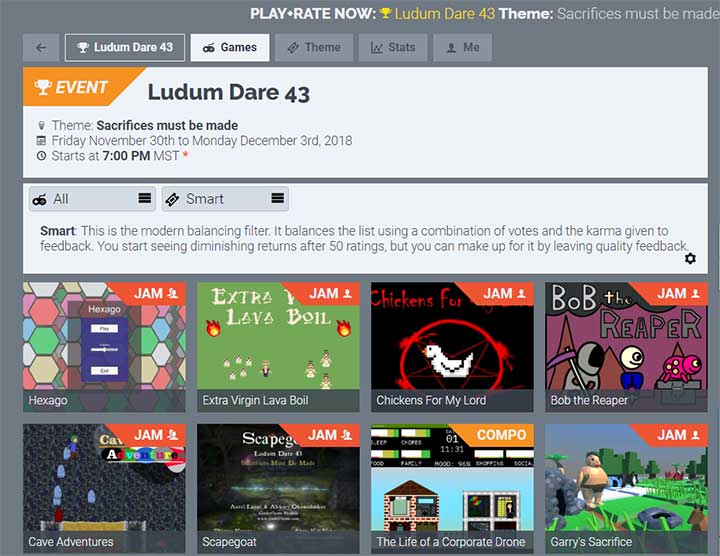 PLAY+RATE NOW: Ludum Dare 43 Theme: Sacrifices must be made
Ludum Dare 43 Games Theme Stats Me
EVENT Ludum Dare 43
Theme: Sacrifices must be made
Friday November 30th to Monday December 3rd, 2018
Starts at 7:00 PM MST *
All Smart
Smart: This is the modern balancing filter. It balances the list using a combination of votes and the karma given to
feedback. You start seeing diminishing returns after 50 ratings, but you can make up for it by leaving quality feedback.
JAM
Hexago
Play
Exit
Hexago
JAM
Extra V
Lava Boil
Extra Virgin Lava Boil
JAM
Chickens For
Chickens For My Lord
JAM
Bob the
Reaper
Bob the Reaper
JAM
Cave
Adventure
Cave Adventures
JAM
Scapeg
Ludum Dare 43
Sacrifices Must Be Made
Scapegoat
COMPO
DA
01
11:31
SLEEP CHORES
FOOD FAMILY MOOD: 96% SHOPPING SOCIAL
The Life of a Corporate Drone
JAM
Garry's Sacrifice